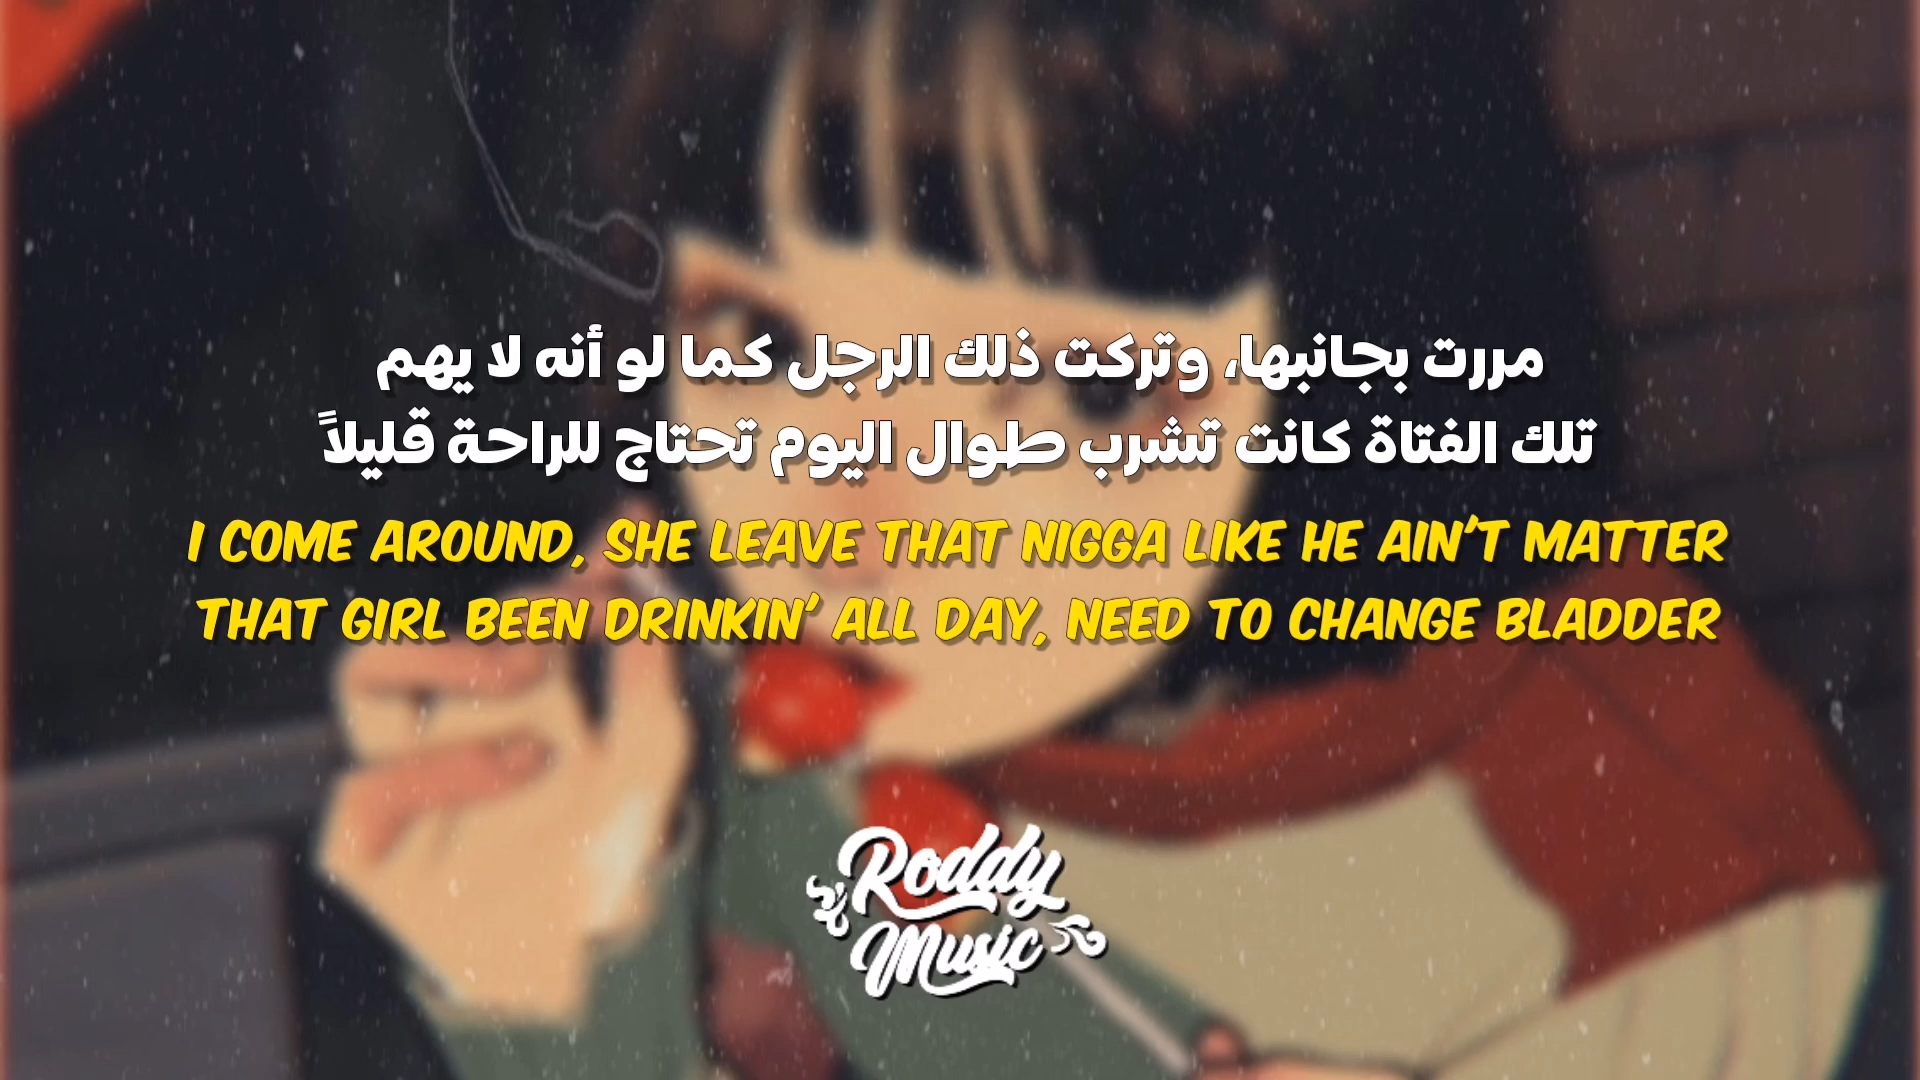 مررت بجانبها، وتركت ذلك الرجل كما لو أنه لا يهم
تلك الفتاة كانت تشرب طوال اليوم تحتاج للراحة قليلاً
I COME AROUND, SHE LEAVE THAT NIGGA LIKE HE AIN'T MATTER
THAT GIRL BEEN DRINKIN' ALL DAY, NEED TO CHANGE BLADDER
Roddy
Music